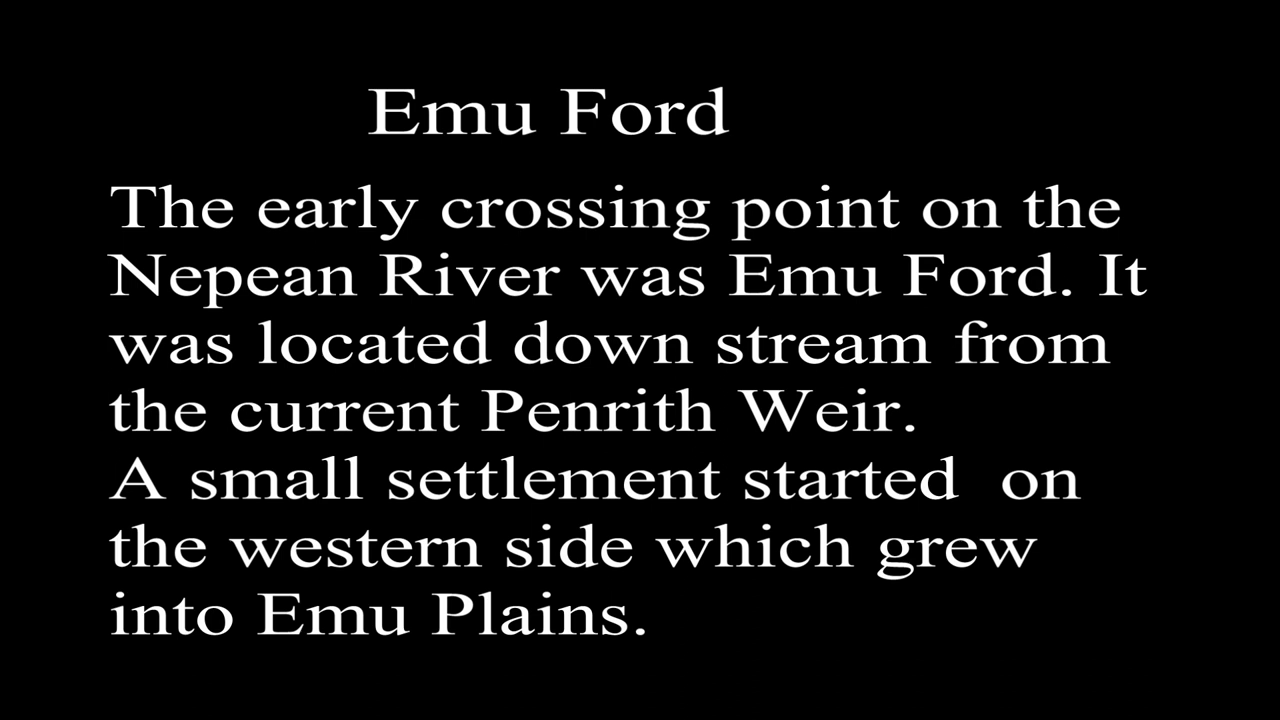 Emu Ford
The early crossing point on the
Nepean River was Emu Ford. It
was located down stream from
the current Penrith Weir.
A small settlement started  on
the western side which grew
into Emu Plains.